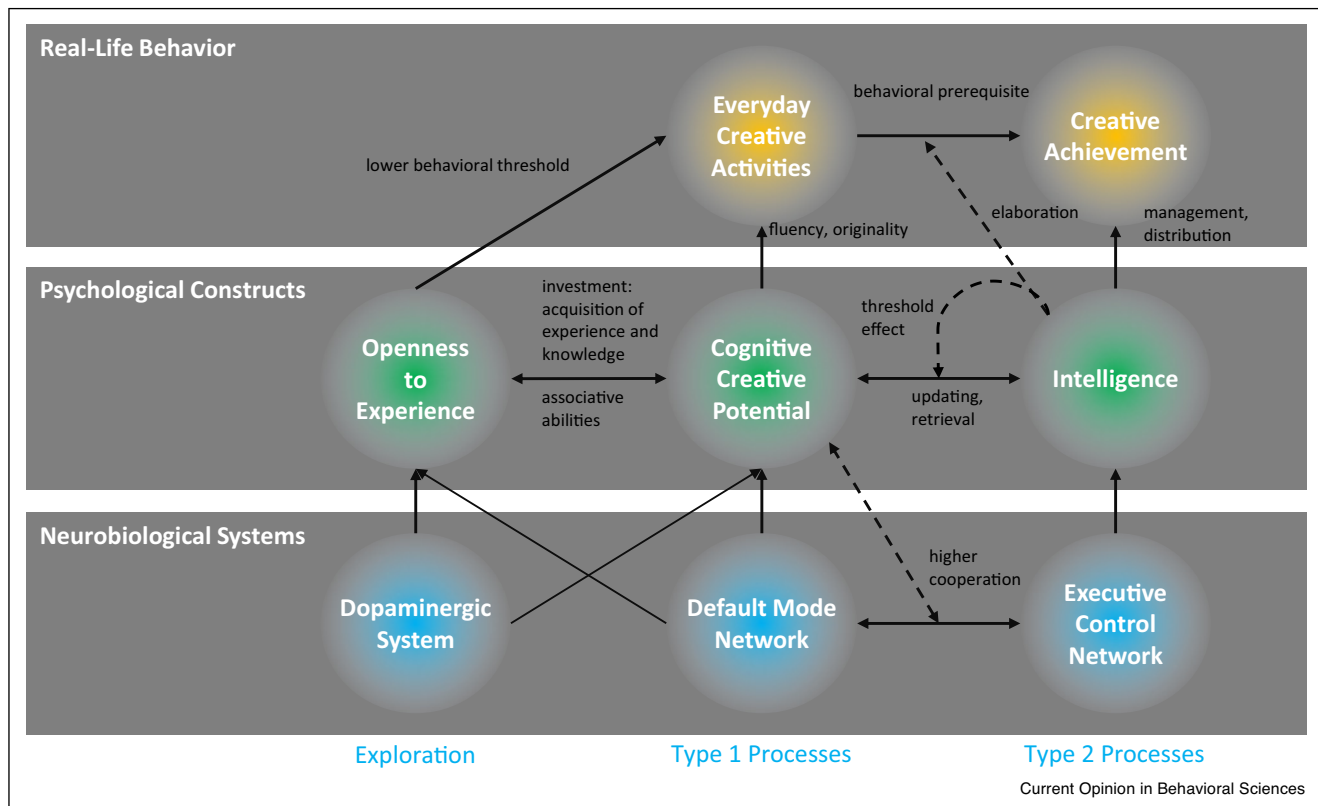 Real-Life Behavior
Everyday
Creative
Activities
behavioral prerequisite
Creative
Achievement
lower behavioral threshold
elaboration
management,
distribution
fluency, originality
Psychological Constructs
investment:
acquisition of
experience and
knowledge
threshold
effect
Openness
to
Experience
Cognitive
Creative
Potential
Intelligence
associative
abilities
updating,
retrieval
Neurobiological Systems
higher
cooperation
Dopaminergic
System
Default Mode
Network
Executive
Control
Network
Exploration
Type 1 Processes
Type 2 Processes
Current Opinion in Behavioral Sciences